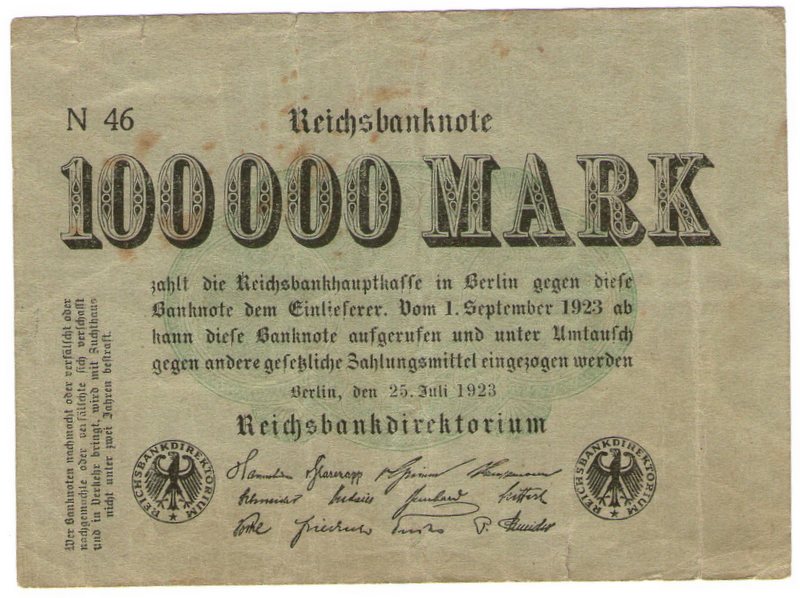 N 46
Reichsbanknote
100000 MARK
zahlt die Reichsbankhauptkasse in Berlin gegen diese
Banknote dem Einlieferer. Vom 1. September 1923 ab
kann diese Banknote aufgerufen und unter Umtausch
gegen andere gesetzliche Zahlungsmittel eingezogen werden
Berlin, den 25. Juli 1923
Reichsbankdirektorium
Wer Banknoten nachmacht oder verfälscht oder
nachgemachte oder verfälschte sich verschafft
und in Verkehr bringt, wird mit Zuchthaus
nicht unter zwei Jahren bestraft.
REICHSBANKDIREKTORIUM
REICHSBANKDIREKTORIUM